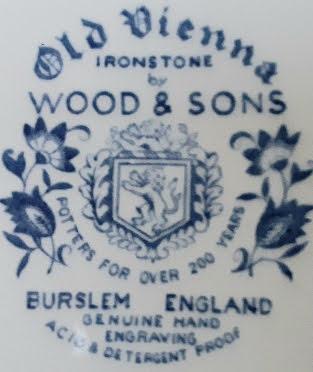 Old Vienna
IRONSTONE
by
WOOD & SONS
POTTERS FOR OVER 200 YEARS
BURSLEM ENGLAND
GENUINE HAND
ENGRAVING
ACID & DETERGENT PROOF